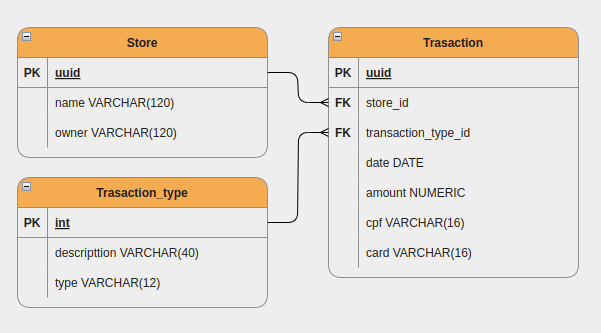 Store
PK uuid
name VARCHAR(120)
owner VARCHAR(120)
Trasaction_type
PK int
descripttion VARCHAR(40)
type VARCHAR(12)
Trasaction
PK uuid
FK store_id
FK transaction_type_id
date DATE
amount NUMERIC
cpf VARCHAR(16)
card VARCHAR(16)